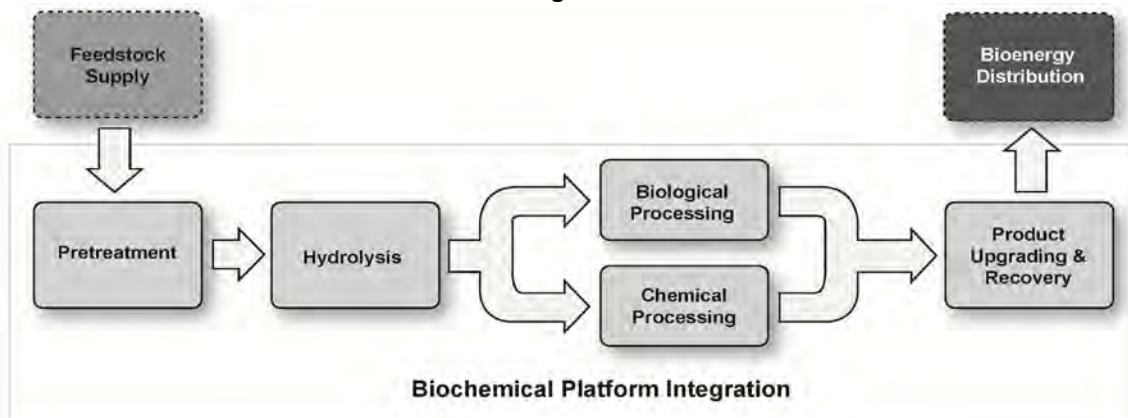 Feedstock
Supply
Bioenergy
Distribution
Pretreatment
Hydrolysis
Biological
Processing
Chemical
Processing
Product
Upgrading &
Recovery
Biochemical Platform Integration